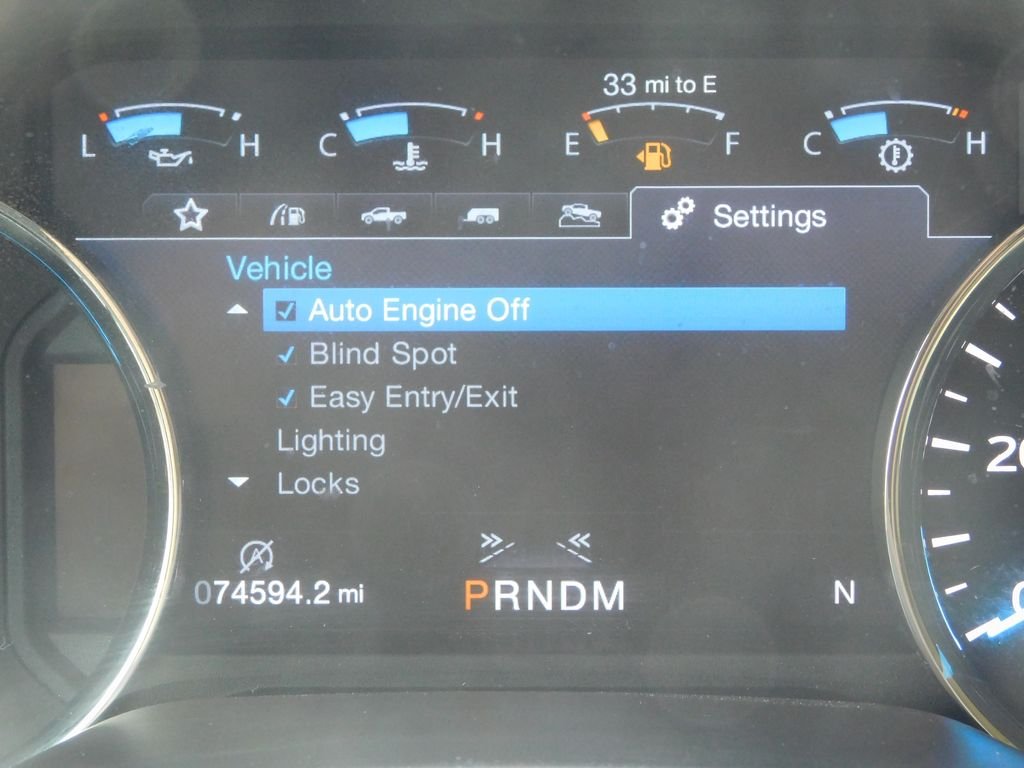 33 mi to E
L H C H E F C H
Settings
Vehicle
Auto Engine Off
Blind Spot
Easy Entry/Exit
Lighting
Locks
A
074594.2 mi PRNDM N